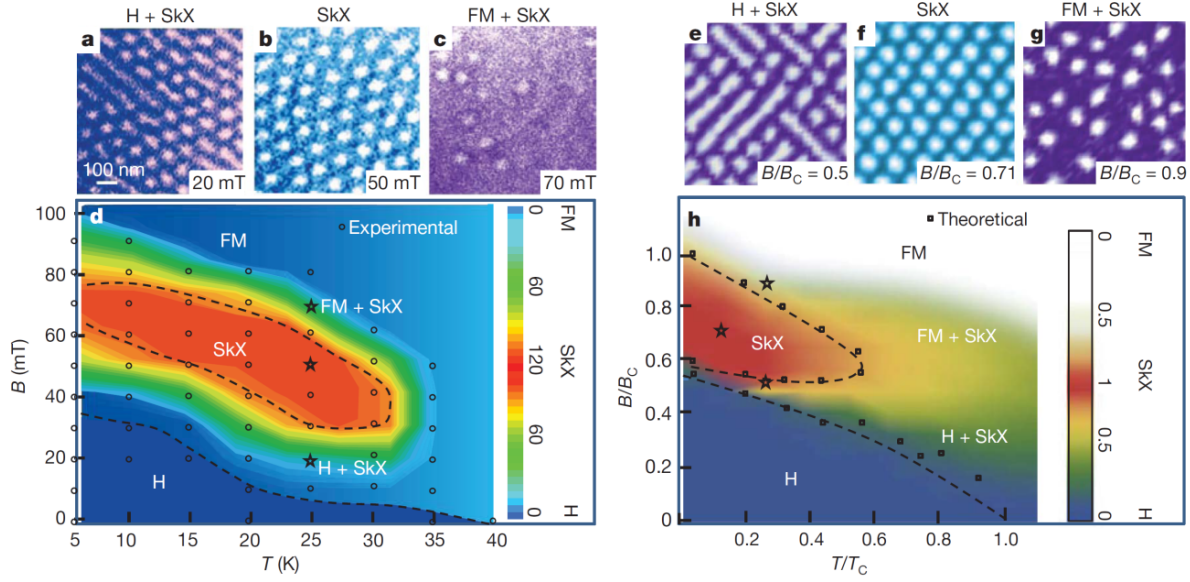 H + SkX
SkX
FM + SkX
a
b
c
100 nm
20 mT
50 mT
70 mT
H + SkX
SkX
FM + SkX
e
f
g
B/BC = 0.5
B/BC = 0.71
B/BC = 0.9
d
Experimental
FM
FM + SkX
SkX
H + SkX
H
B (mT)
100
80
60
40
20
0
5
10
15
20
25
30
35
40
T (K)
0
60
120
60
0
FM
SkX
H
h
Theoretical
FM
FM + SkX
SkX
H + SkX
H
B/BC
1.0
0.8
0.6
0.4
0.2
0
0.2
0.4
0.6
0.8
1.0
T/TC
0
0.5
1
0.5
0
FM
SkX
H